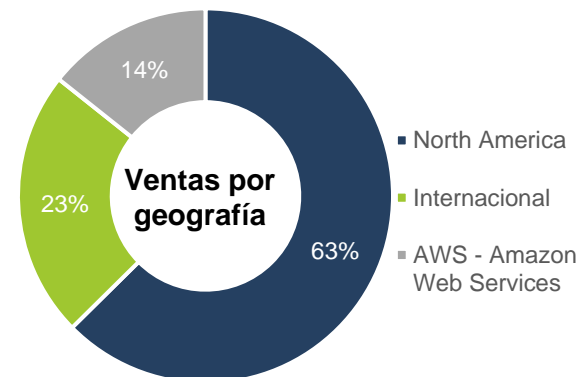 14%
23%
63%
Ventas por
geografía
North America
Internacional
AWS - Amazon
Web Services